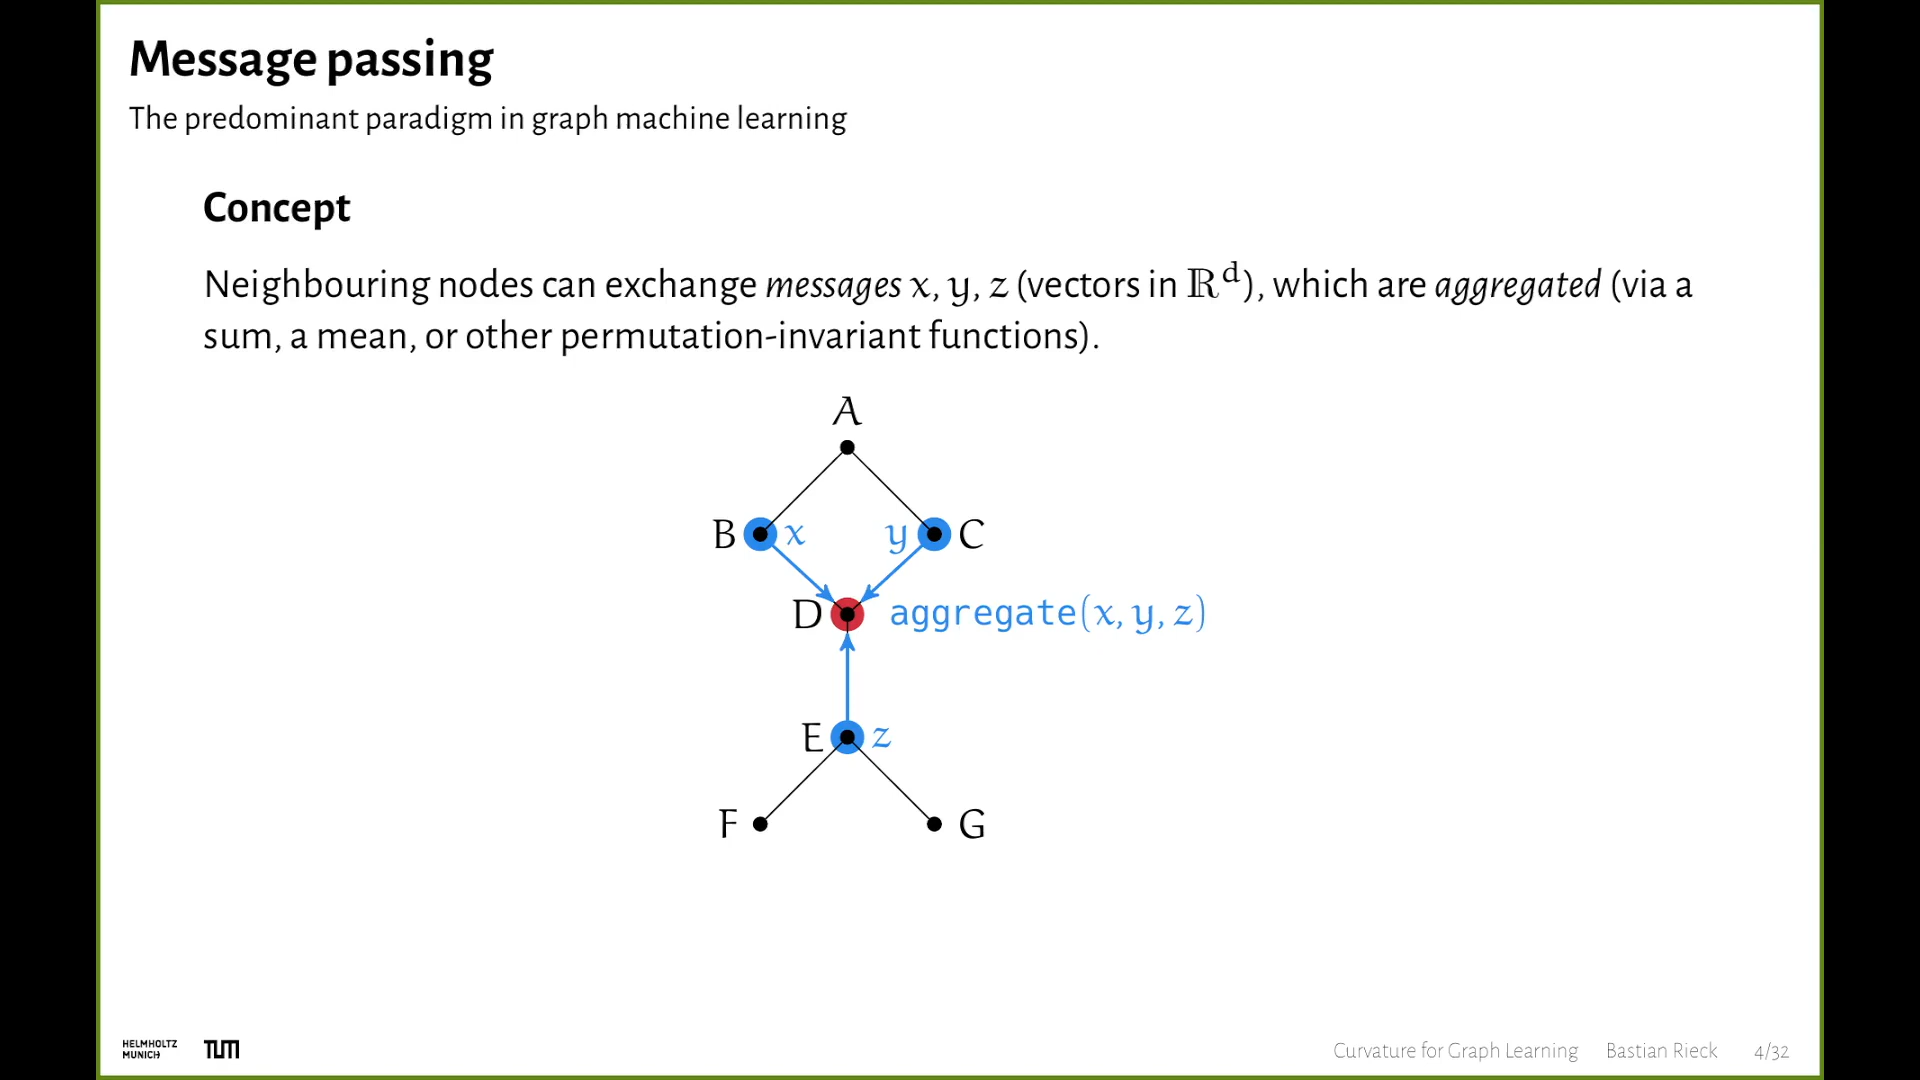 Message passing
The predominant paradigm in graph machine learning
Concept
Neighbouring nodes can exchange messages x, y, z (vectors in ℝᵈ), which are aggregated (via a
sum, a mean, or other permutation-invariant functions).
A
B x y C
D aggregate(x, y, z)
E z
F G
HELMHOLTZ
MUNICH
TUM
Curvature for Graph Learning Bastian Rieck 4/32